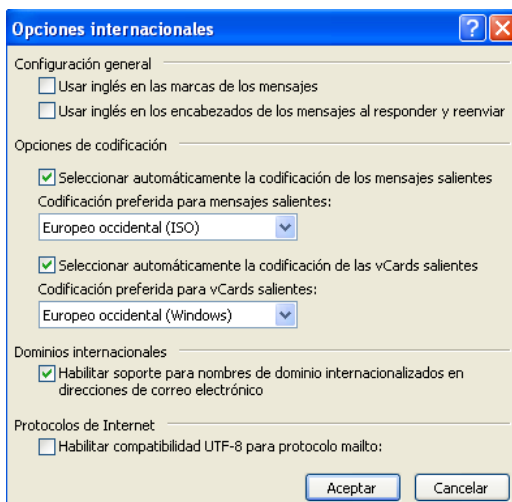 Opciones internacionales
Configuración general
Usar inglés en las marcas de los mensajes
Usar inglés en los encabezados de los mensajes al responder y reenviar
Opciones de codificación
Seleccionar automáticamente la codificación de los mensajes salientes
Codificación preferida para mensajes salientes:
Europeo occidental (ISO)
Seleccionar automáticamente la codificación de las vCards salientes
Codificación preferida para vCards salientes:
Europeo occidental (Windows)
Dominios internacionales
Habilitar soporte para nombres de dominio internacionalizados en
direcciones de correo electrónico
Protocolos de Internet
Habilitar compatibilidad UTF-8 para protocolo mailto:
Aceptar Cancelar